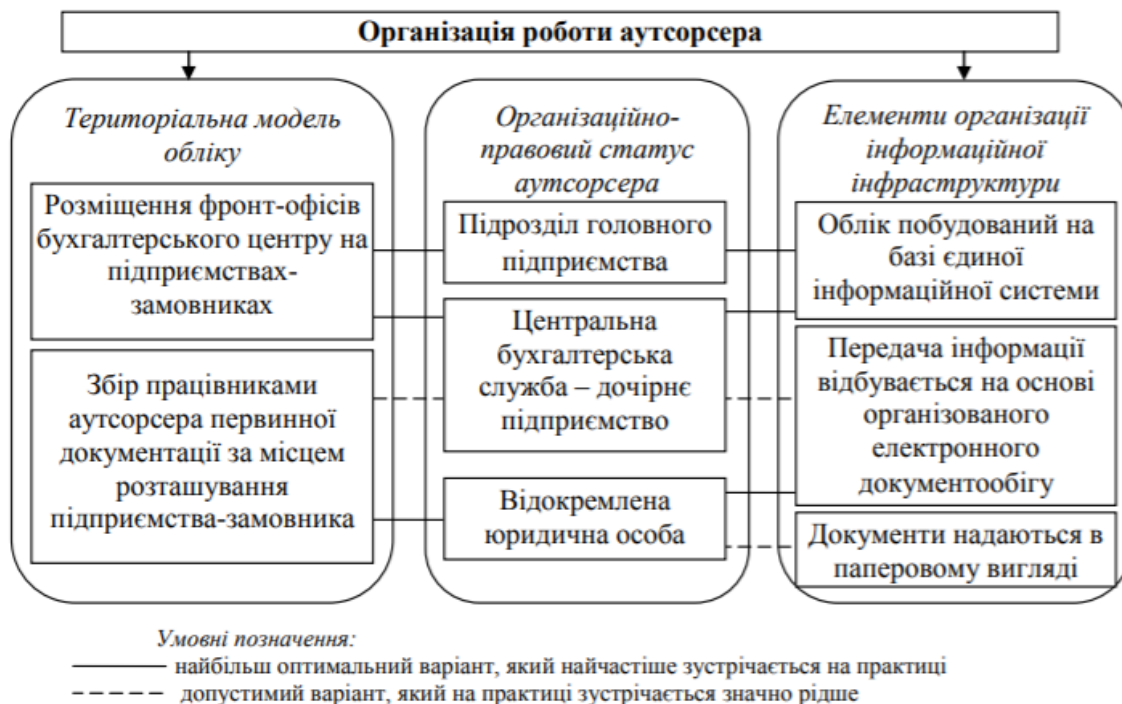 Організація роботи аутсорсера
Територіальна модель
обліку
Розміщення фронт-офісів
бухгалтерського центру на
підприємствах-
замовниках
Збір працівниками
аутсорсера первинної
документації за місцем
розташування
підприємства-замовника
Організаційно-
правовий статус
аутсорсера
Підрозділ головного
підприємства
Центральна
бухгалтерська
служба – дочірнє
підприємство
Відокремлена
юридична особа
Елементи організації
інформаційної
інфраструктури
Облік побудований на
базі єдиної
інформаційної системи
Передача інформації
відбувається на основі
організованого
електронного
документообігу
Документи надаються в
паперовому вигляді
Умовні позначення:
найбільш оптимальний варіант, який найчастіше зустрічається на практиці
допустимий варіант, який на практиці зустрічається значно рідше